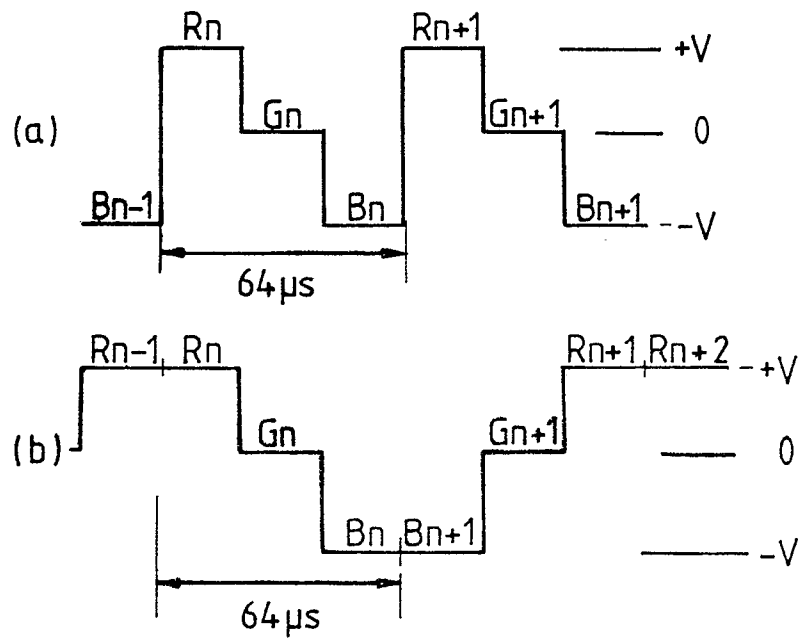 Rn Rn+1 +V
(a) Gn Gn+1 0
Bn-1 Bn Bn+1 -V
64µs
Rn-1 Rn Rn+1 Rn+2 +V
(b) Gn Gn+1 0
Bn Bn+1 -V
64µs